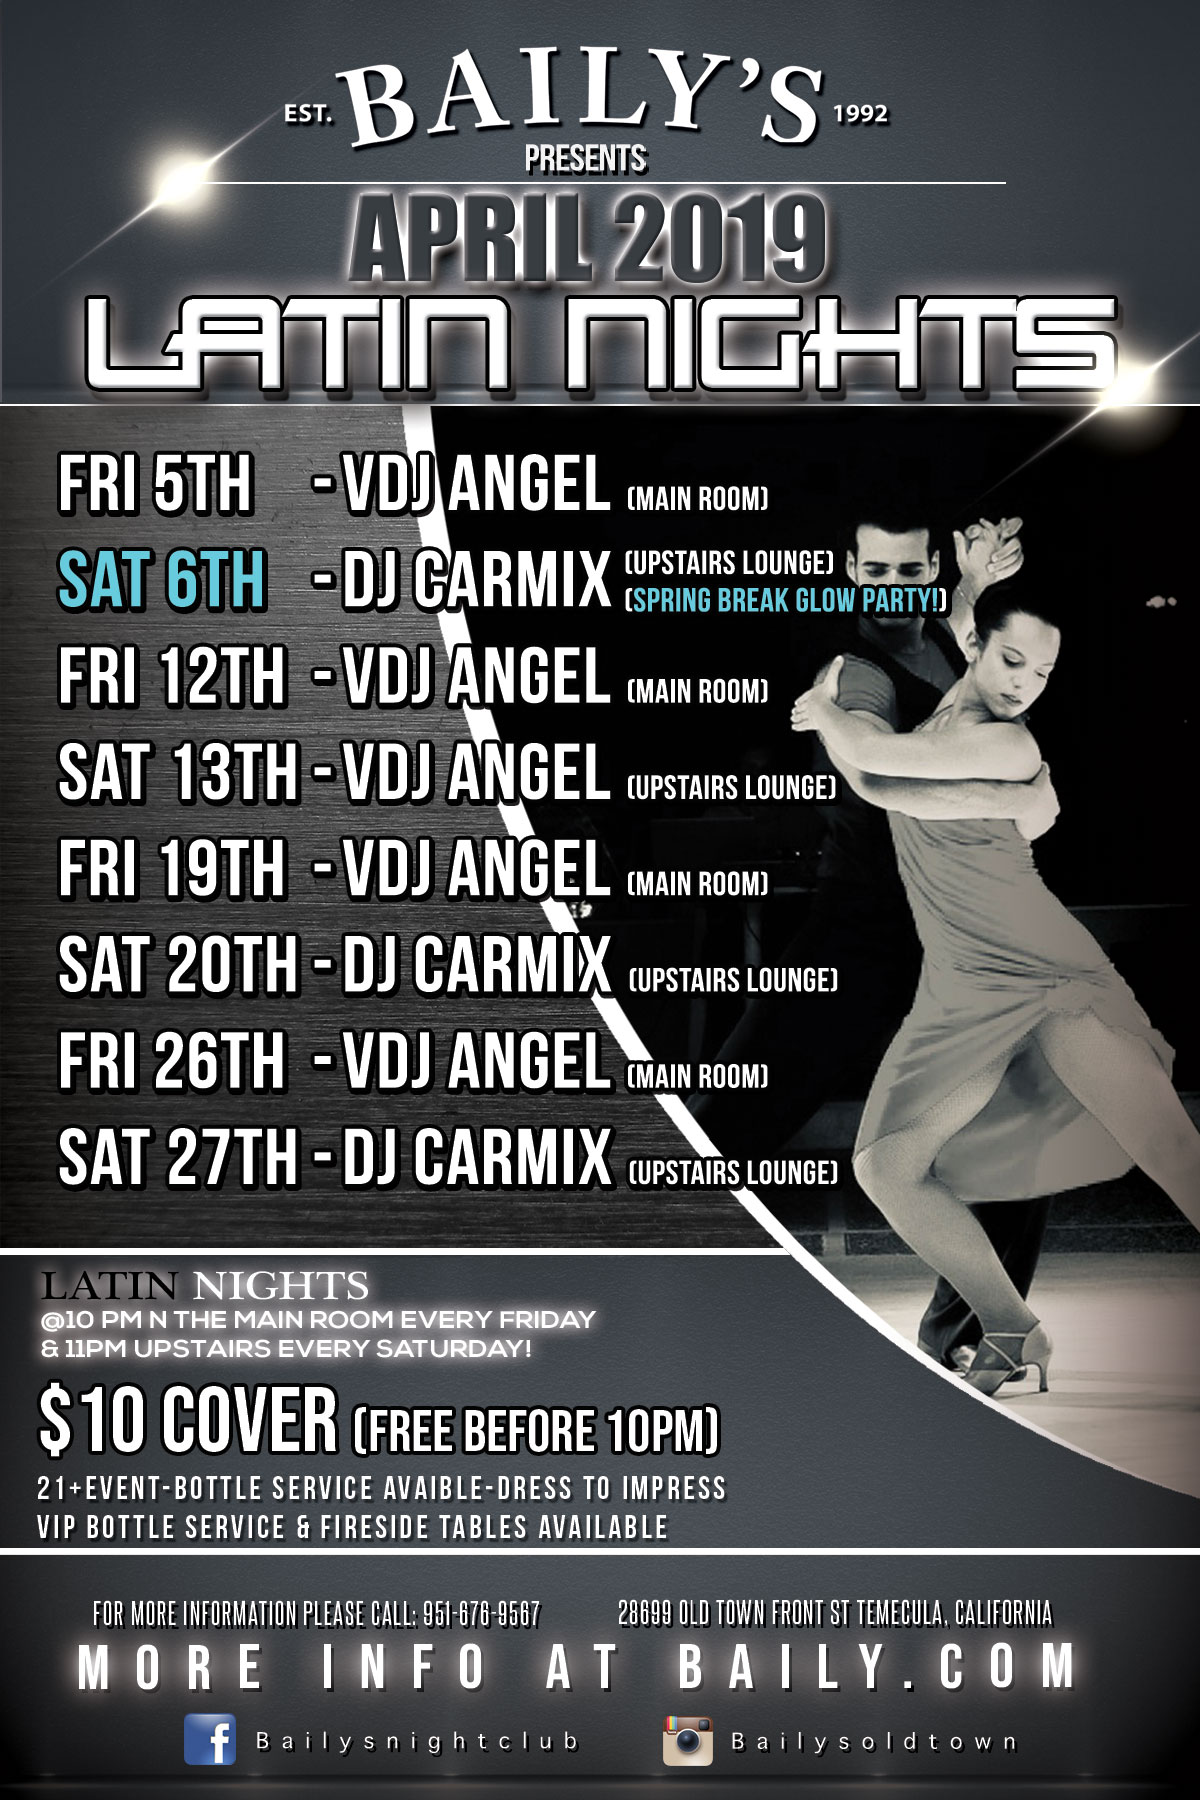 EST. BAILY'S 1992
PRESENTS
APRIL 2019
LATIN NIGHTS
FRI 5TH - VDJ ANGEL (MAIN ROOM)
SAT 6TH - DJ CARMIX (UPSTAIRS LOUNGE)
(SPRING BREAK GLOW PARTY!)
FRI 12TH - VDJ ANGEL (MAIN ROOM)
SAT 13TH - VDJ ANGEL (UPSTAIRS LOUNGE)
FRI 19TH - VDJ ANGEL (MAIN ROOM)
SAT 20TH - DJ CARMIX (UPSTAIRS LOUNGE)
FRI 26TH - VDJ ANGEL (MAIN ROOM)
SAT 27TH - DJ CARMIX (UPSTAIRS LOUNGE)
LATIN NIGHTS
@10 PM N THE MAIN ROOM EVERY FRIDAY
& 11PM UPSTAIRS EVERY SATURDAY!
$10 COVER (FREE BEFORE 10PM)
21+EVENT-BOTTLE SERVICE AVAIBLE-DRESS TO IMPRESS
VIP BOTTLE SERVICE & FIRESIDE TABLES AVAILABLE
FOR MORE INFORMATION PLEASE CALL: 951-676-9567
28699 OLD TOWN FRONT ST TEMECULA, CALIFORNIA
MORE INFO AT BAILY.COM
f Bailysnightclub
Bailysoldtown